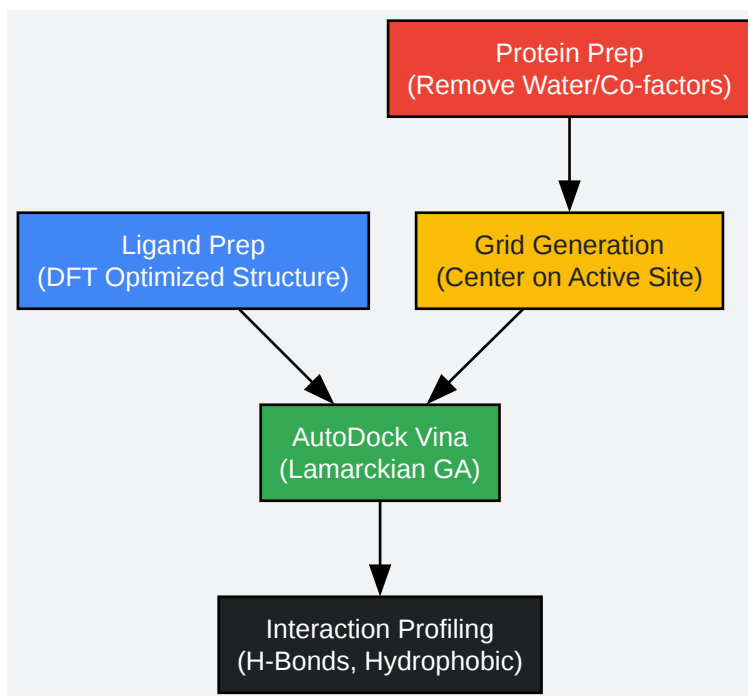 Protein Prep
(Remove Water/Co-factors)
Ligand Prep
(DFT Optimized Structure)
Grid Generation
(Center on Active Site)
AutoDock Vina
(Lamarckian GA)
Interaction Profiling
(H-Bonds, Hydrophobic)